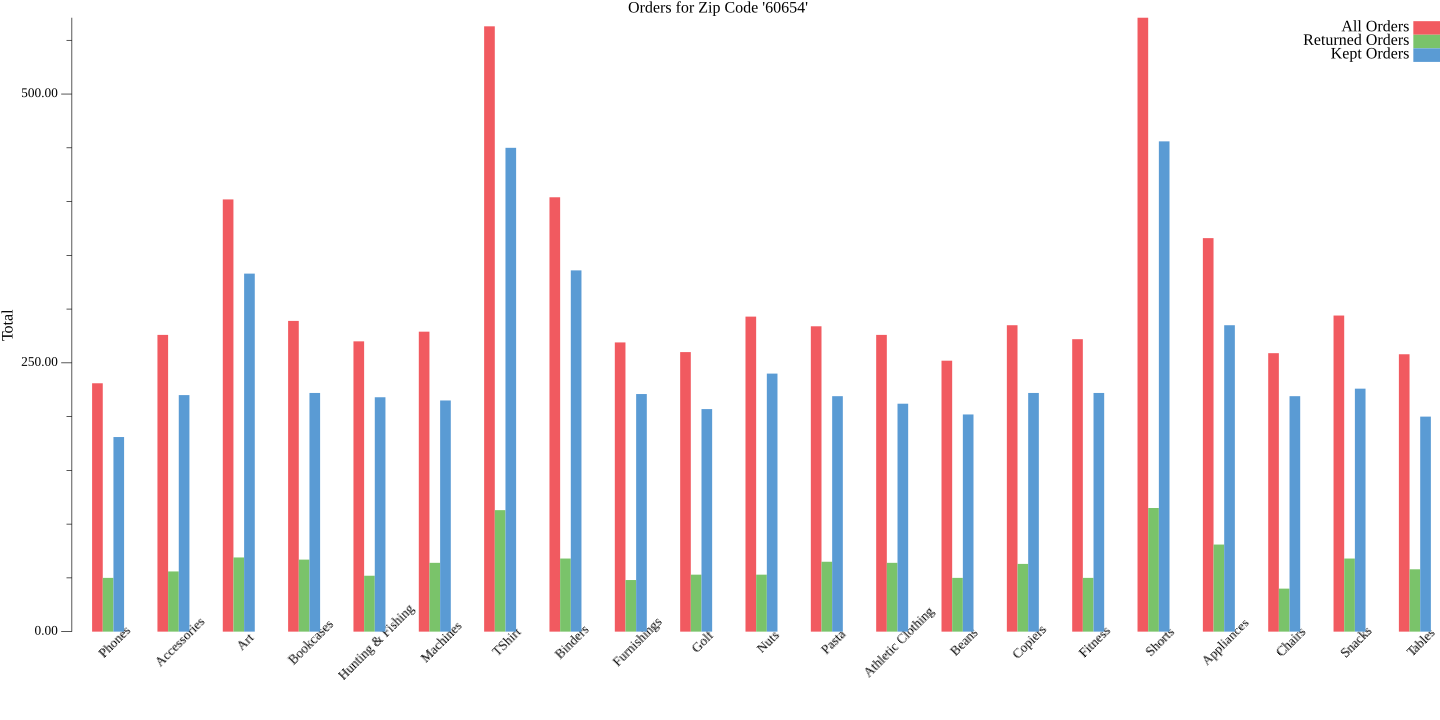 Orders for Zip Code '60654'
All Orders
Returned Orders
Kept Orders
Total
500.00
250.00
0.00
Phones
Accessories
Art
Bookcases
Hunting & Fishing
Machines
TShirt
Binders
Furnishings
Golf
Nuts
Pasta
Athletic Clothing
Beans
Copiers
Fitness
Shorts
Appliances
Chairs
Snacks
Tables